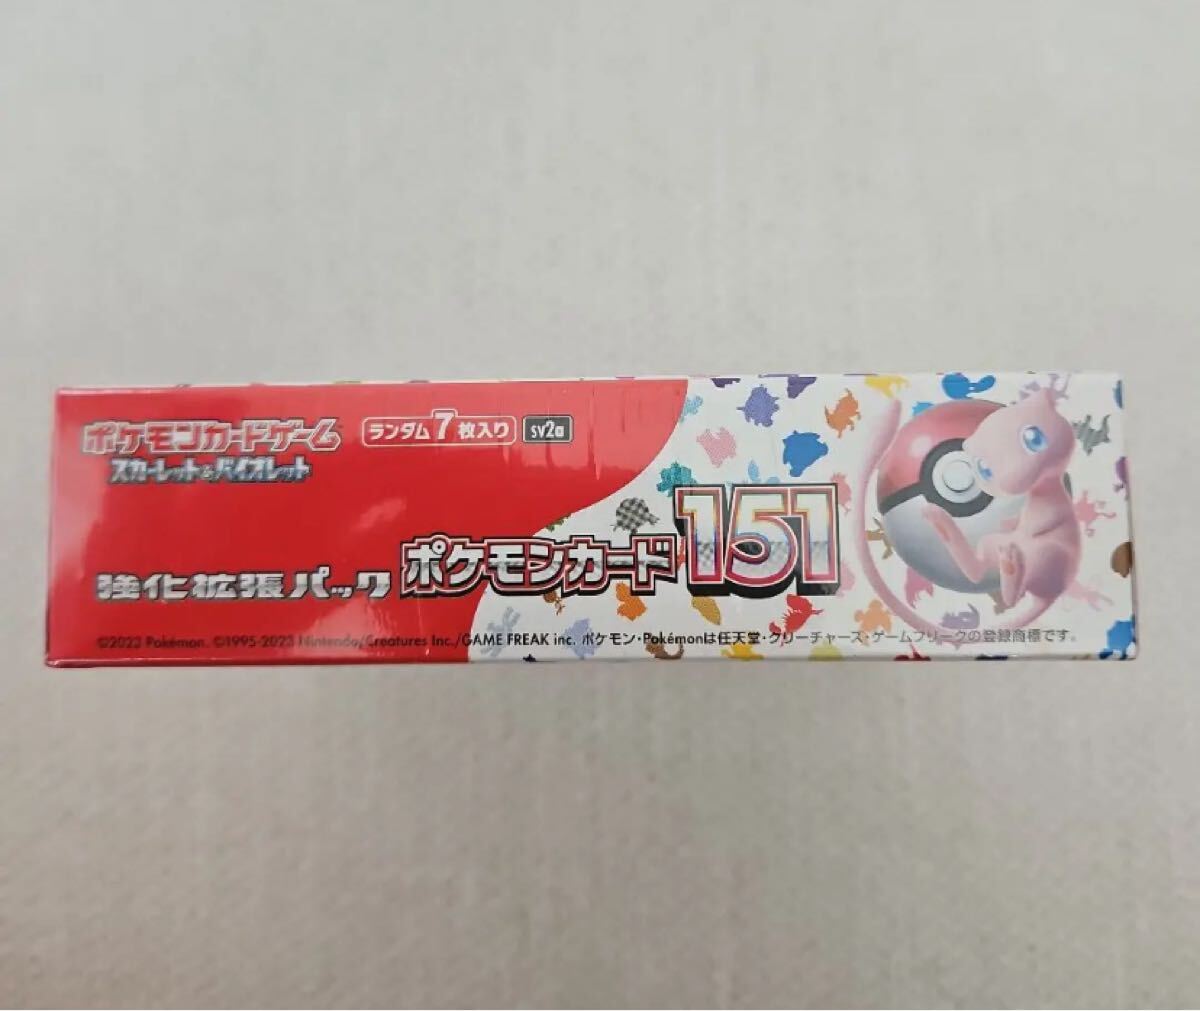 ポケモンカードゲーム
スカーレット&バイオレット
ランダム7枚入り
sv2a
強化拡張パック
ポケモンカード151
©2023 Pokémon. ©1995-2023 Nintendo/Creatures Inc./GAME FREAK inc. ポケモン・Pokémonは任天堂・クリーチャーズ・ゲームフリークの登録商標です。